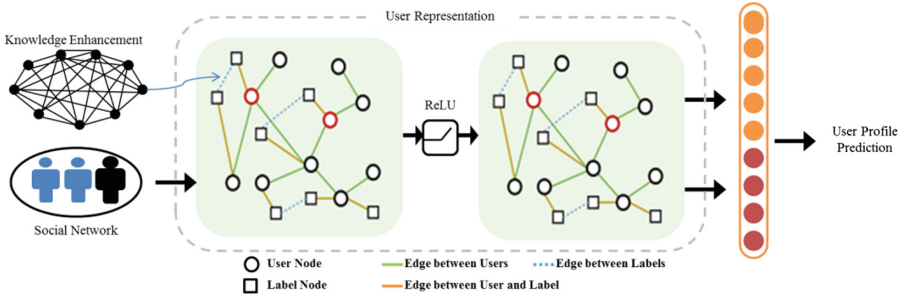 User Representation
Knowledge Enhancement
ReLU
User Profile
Prediction
Social Network
User Node
Edge between Users
Edge between Labels
Label Node
Edge between User and Label